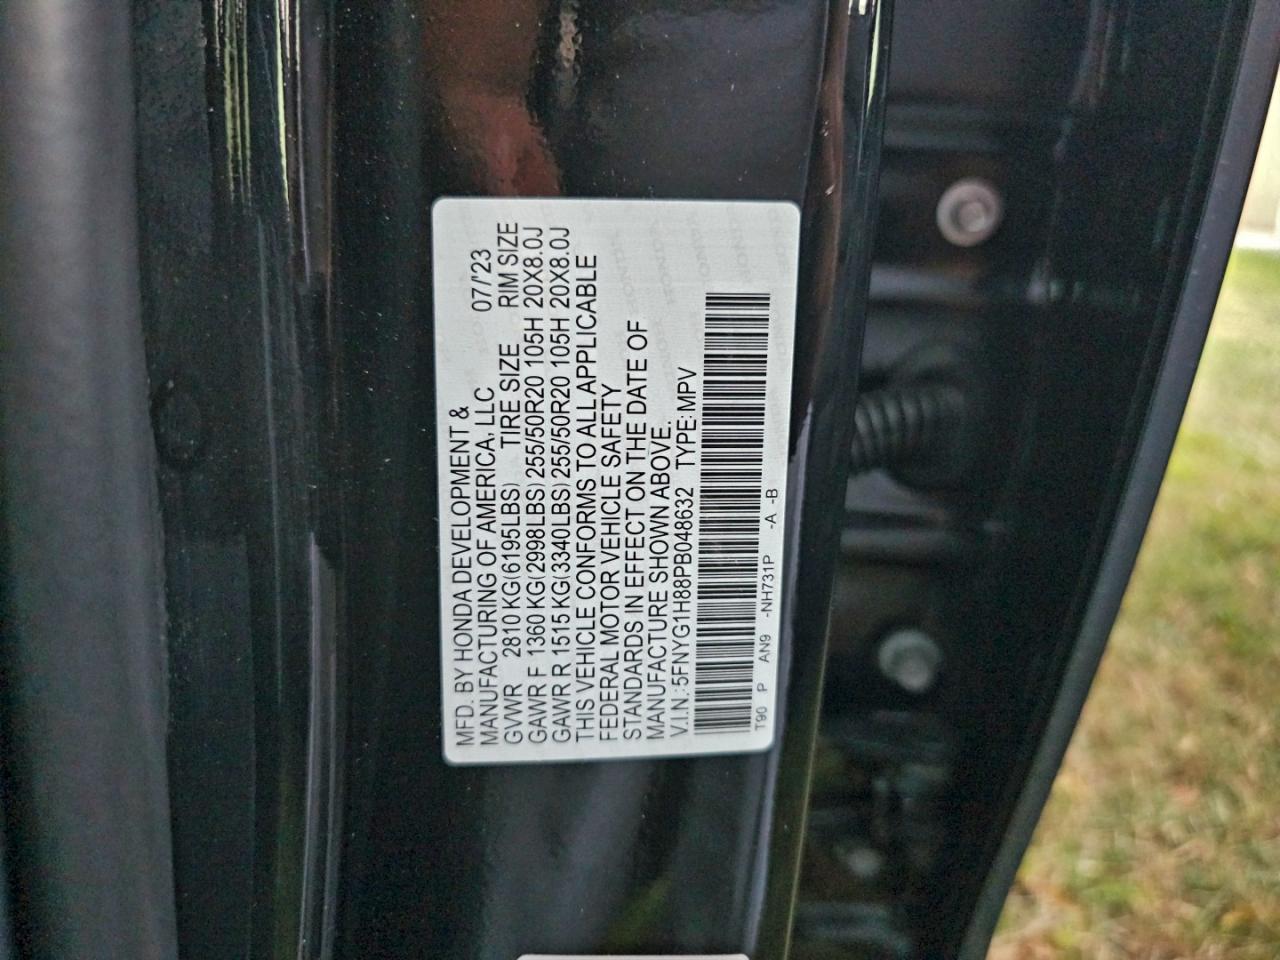 MFD. BY HONDA DEVELOPMENT &
MANUFACTURING OF AMERICA, LLC 07/'23
GVWR 2810 KG(6195LBS) TIRE SIZE RIM SIZE
GAWR F 1360 KG(2998LBS) 255/50R20 105H 20X8.0J
GAWR R 1515 KG(3340LBS) 255/50R20 105H 20X8.0J
THIS VEHICLE CONFORMS TO ALL APPLICABLE
FEDERAL MOTOR VEHICLE SAFETY
STANDARDS IN EFFECT ON THE DATE OF
MANUFACTURE SHOWN ABOVE.
V.I.N.: 5FNYG1H88PB048632 TYPE: MPV
T90 P AN9 -NH731P -A -B